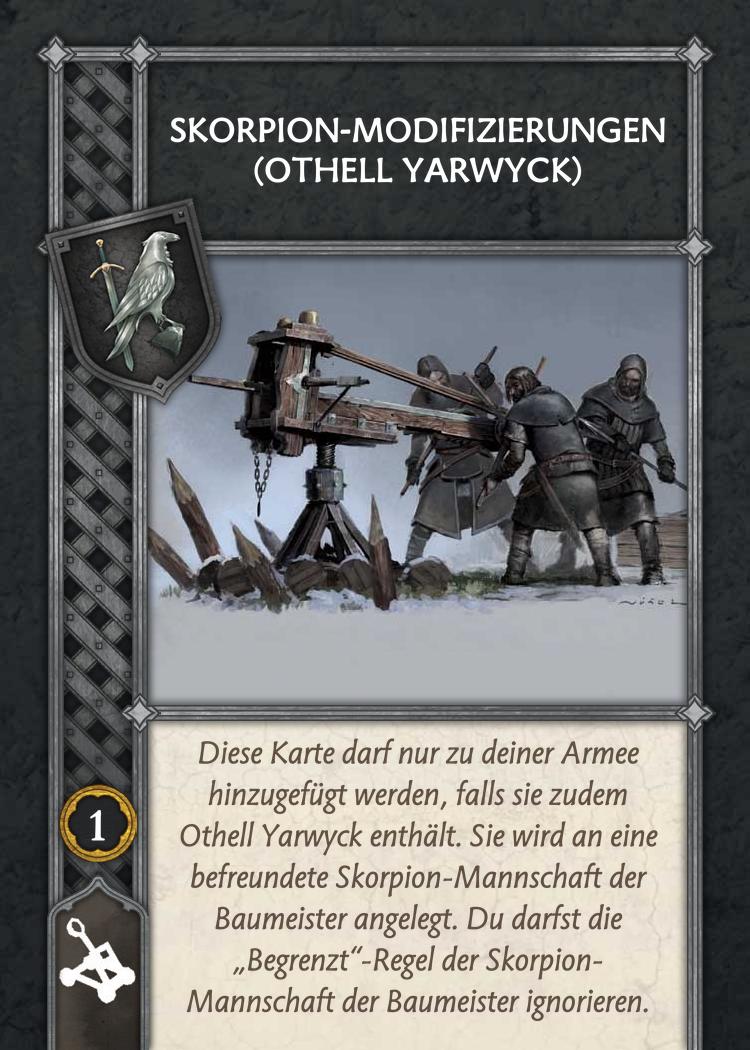 SKORPION-MODIFIZIERUNGEN
(OTHELL YARWYCK)
Diese Karte darf nur zu deiner Armee
hinzugefügt werden, falls sie zudem
Othell Yarwyck enthält. Sie wird an eine
befreundete Skorpion-Mannschaft der
Baumeister angelegt. Du darfst die
„Begrenzt“-Regel der Skorpion-
Mannschaft der Baumeister ignorieren.
1